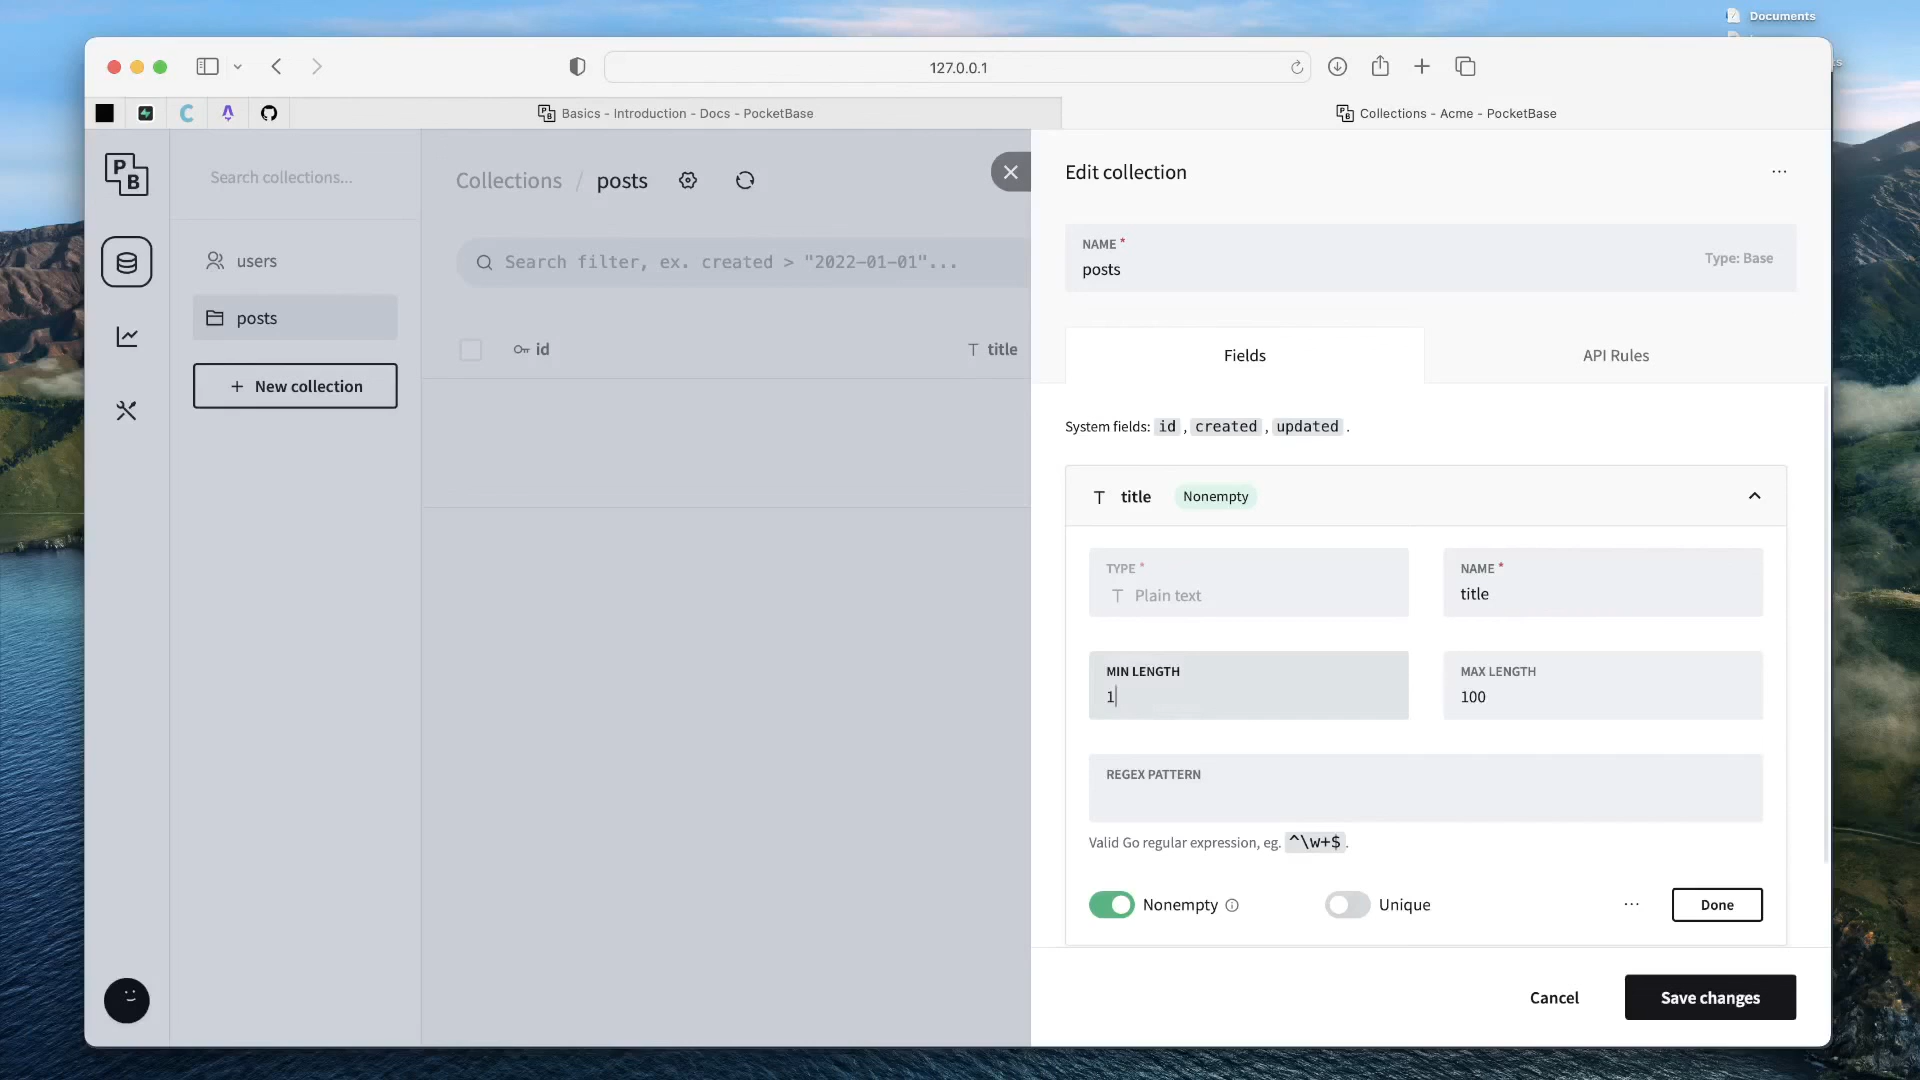 Documents
127.0.0.1
Basics - Introduction - Docs - PocketBase
Collections - Acme - PocketBase
PB
Search collections...
users
posts
+ New collection
Collections / posts
Search filter, ex. created > "2022-01-01"...
id
title
Edit collection
NAME *
posts
Type: Base
Fields
API Rules
System fields: id , created , updated .
title
Nonempty
TYPE *
Plain text
NAME *
title
MIN LENGTH
1
MAX LENGTH
100
REGEX PATTERN
Valid Go regular expression, eg. ^\w+$.
Nonempty
Unique
Done
Cancel
Save changes